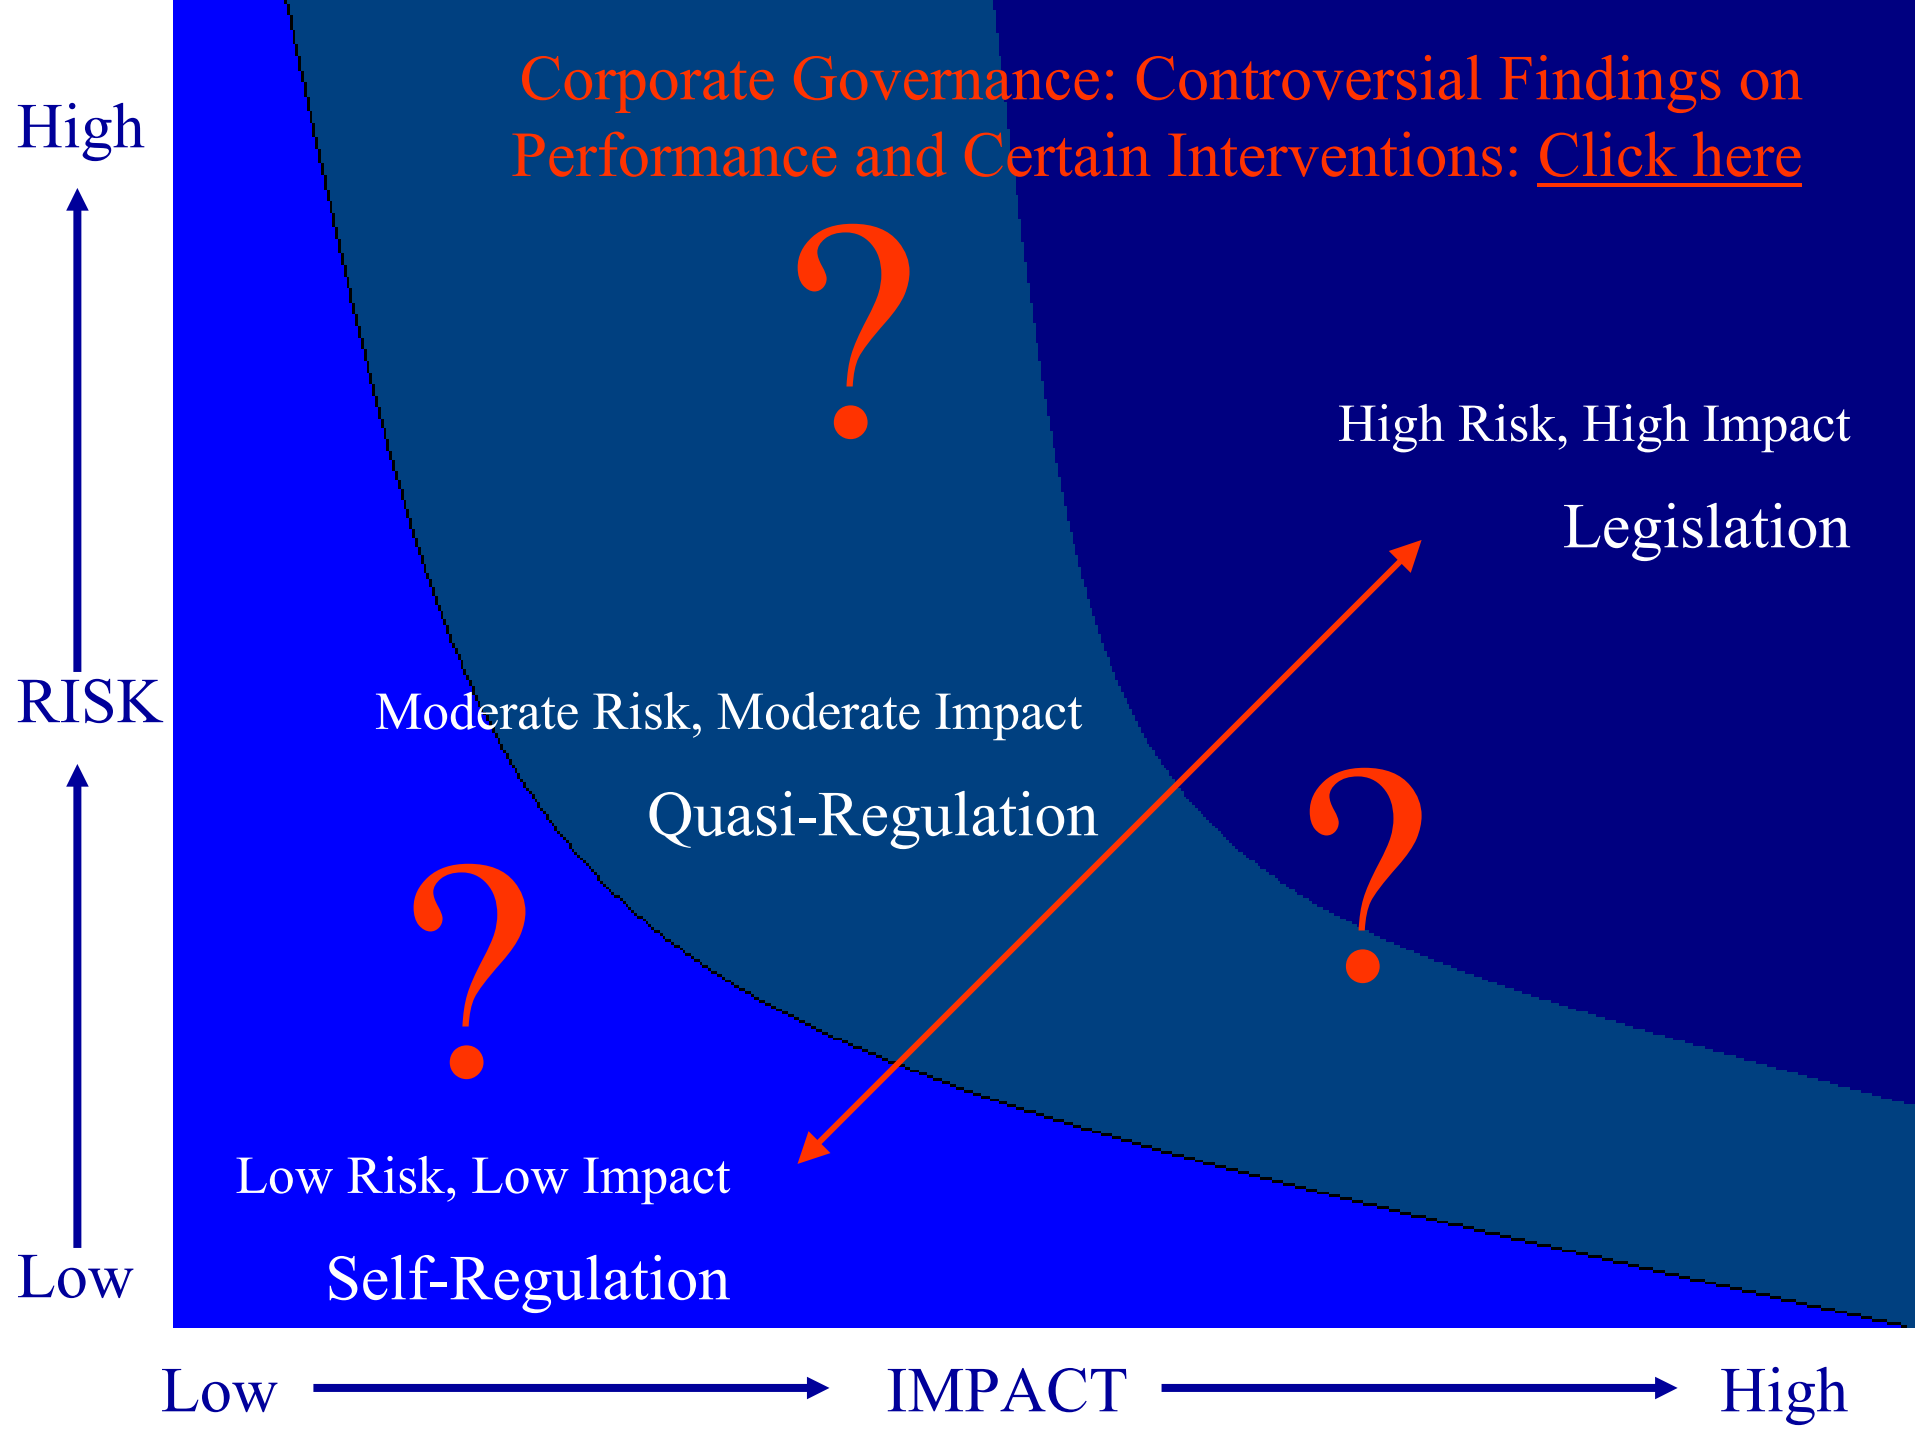 Corporate Governance: Controversial Findings on
Performance and Certain Interventions: Click here
High
?
High Risk, High Impact
Legislation
RISK
Moderate Risk, Moderate Impact
Quasi-Regulation
?
?
Low Risk, Low Impact
Self-Regulation
Low
Low
IMPACT
High